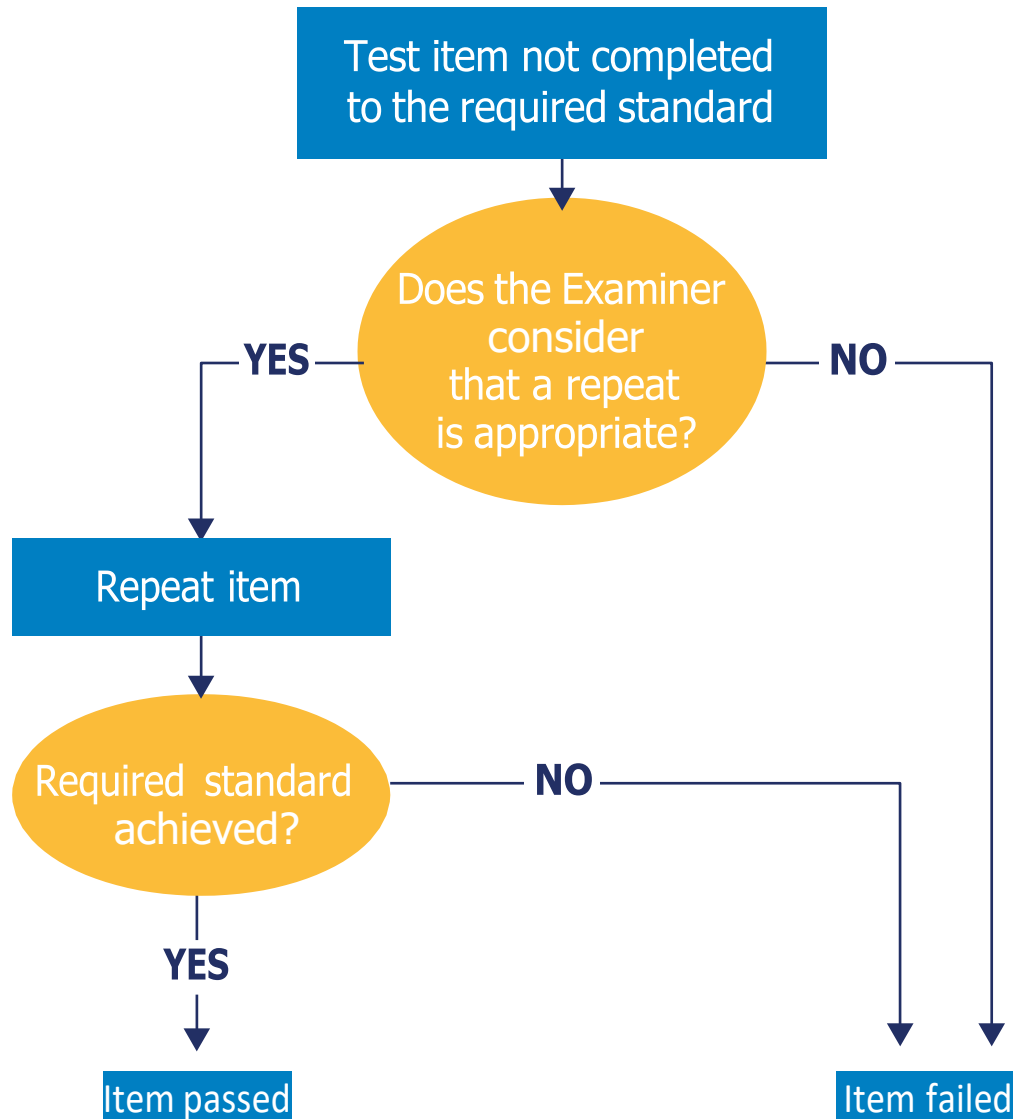 Test item not completed
to the required standard
Does the Examiner
consider
that a repeat
is appropriate?
YES
NO
Repeat item
Required standard
achieved?
NO
YES
Item passed
Item failed